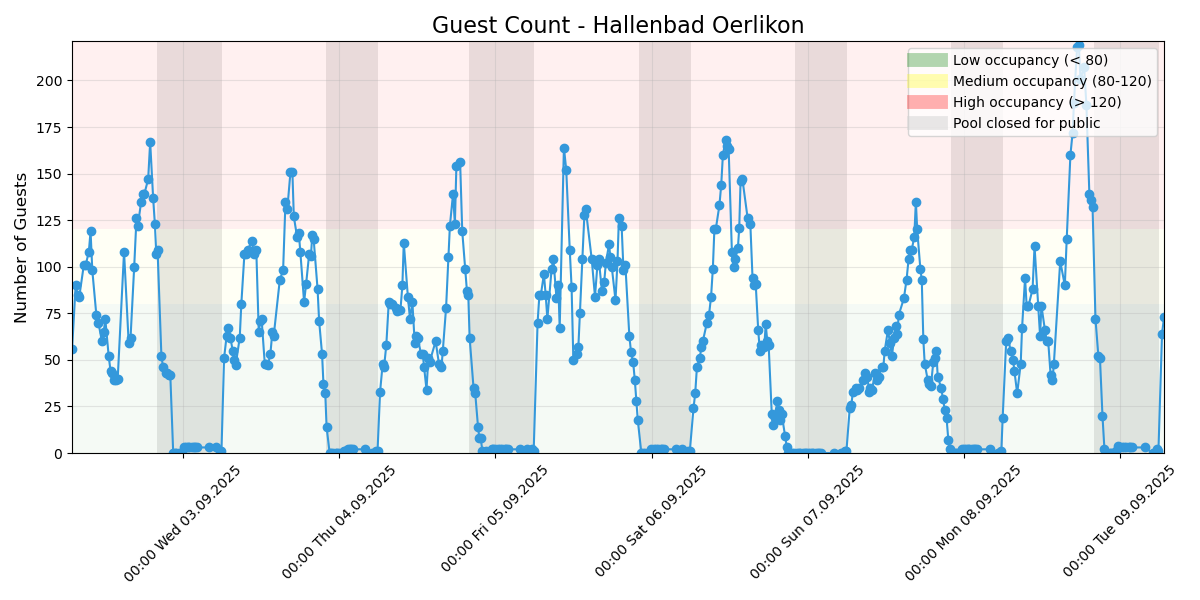 Guest Count - Hallenbad Oerlikon
Number of Guests
200
175
150
125
100
75
50
25
0
Low occupancy (< 80)
Medium occupancy (80-120)
High occupancy (> 120)
Pool closed for public
00:00 Wed 03.09.2025
00:00 Thu 04.09.2025
00:00 Fri 05.09.2025
00:00 Sat 06.09.2025
00:00 Sun 07.09.2025
00:00 Mon 08.09.2025
00:00 Tue 09.09.2025